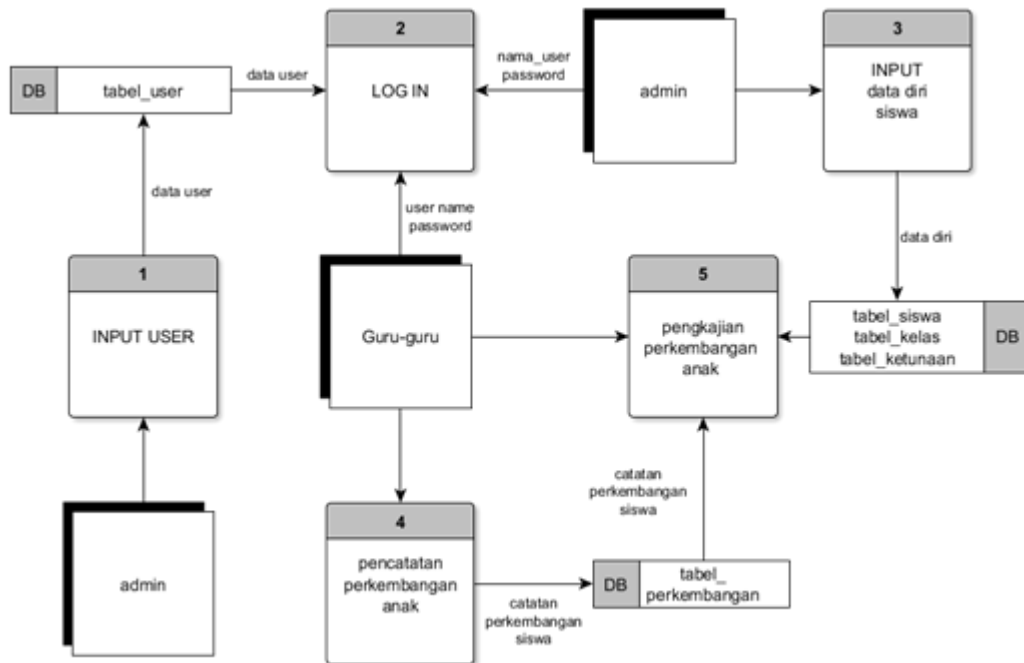 2
LOG IN
nama_user
password
admin
3
INPUT
data diri
siswa
DB
tabel_user
data user
data user
user name
password
data diri
1
INPUT USER
Guru-guru
5
pengkajian
perkembangan
anak
tabel_siswa
tabel_kelas
tabel_ketunaan
DB
catatan
perkembangan
siswa
admin
4
pencatatan
perkembangan
anak
catatan
perkembangan
siswa
DB
tabel_
perkembangan